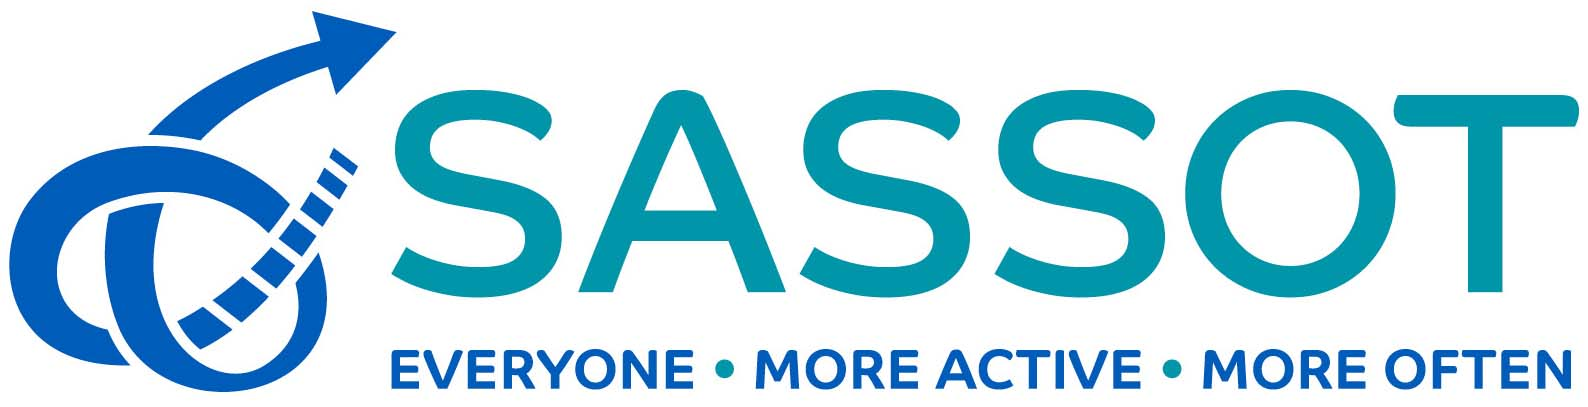 SASSOT
EVERYONE • MORE ACTIVE • MORE OFTEN